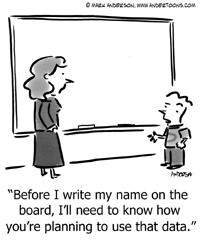 © MARK ANDERSON, WWW.ANDERTOONS.COM
ANDERSON
"Before I write my name on the
board, I'll need to know how
you're planning to use that data."